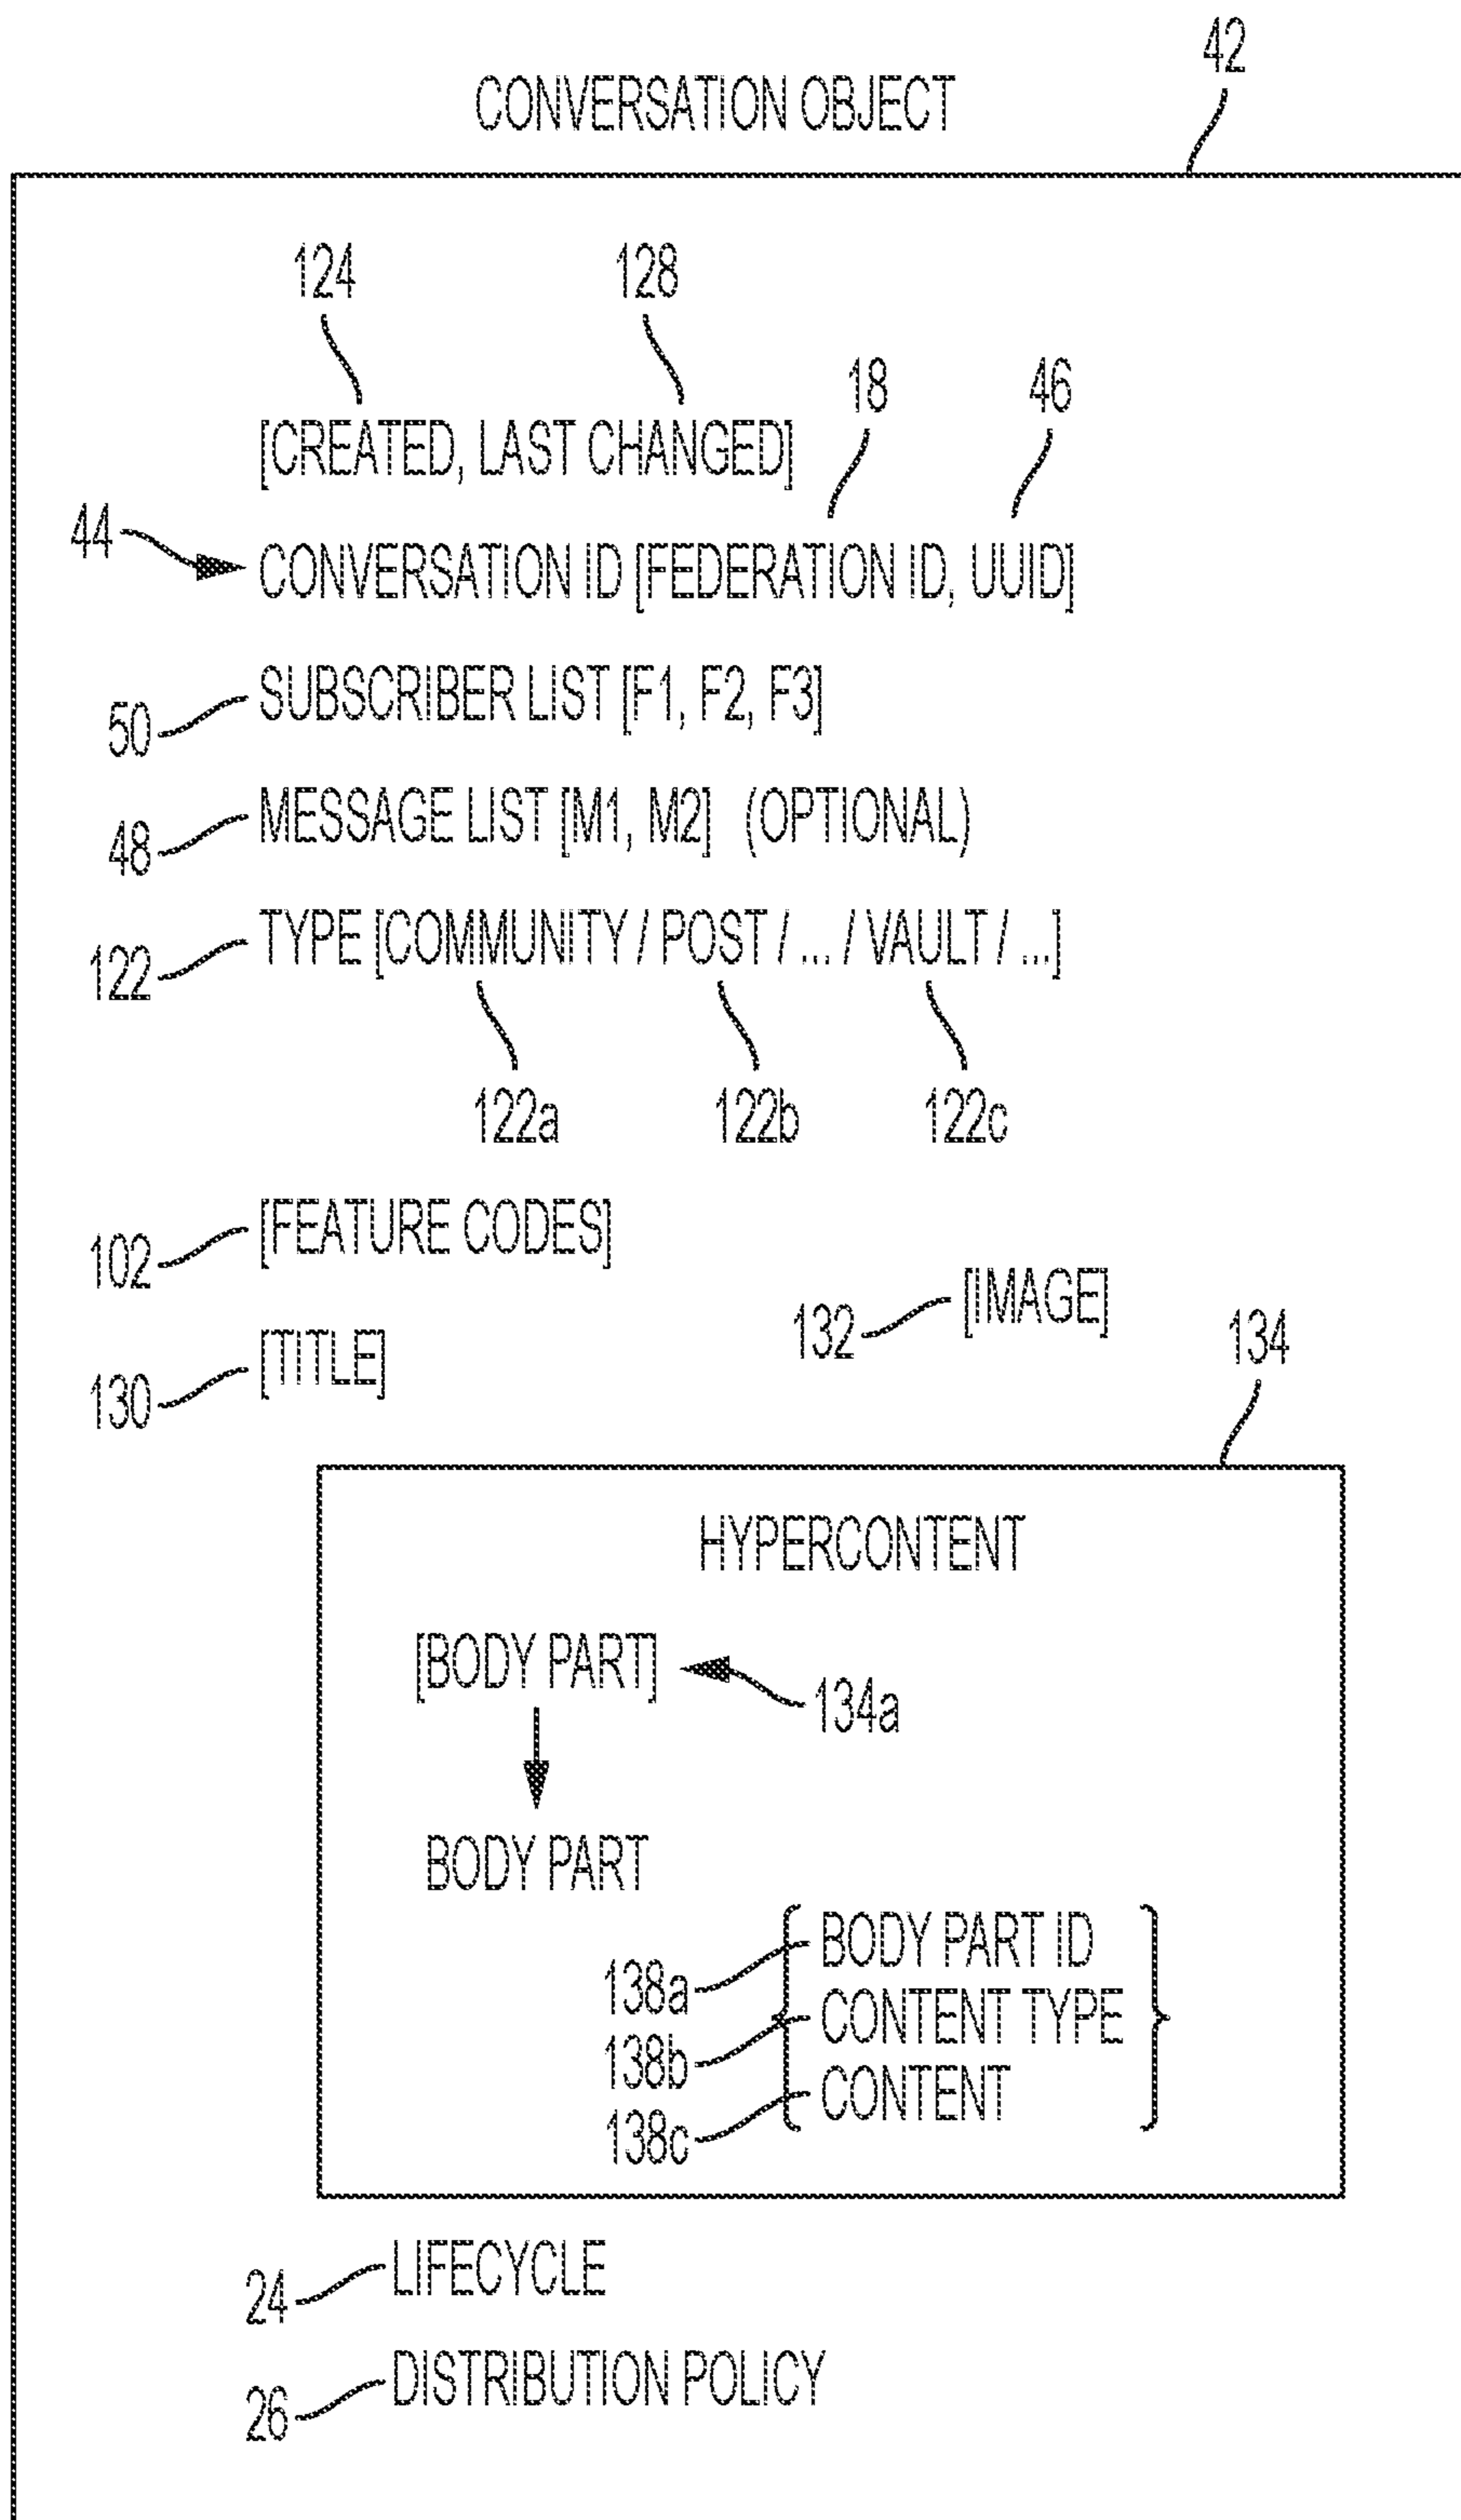 42
CONVERSATION OBJECT
124 128
18 46
[CREATED, LAST CHANGED]
44 CONVERSATION ID [FEDERATION ID, UUID]
50 SUBSCRIBER LIST [F1, F2, F3]
48 MESSAGE LIST [M1, M2] (OPTIONAL)
122 TYPE [COMMUNITY / POST / ... / VAULT / ...]
122a 122b 122c
102 [FEATURE CODES]
132 [IMAGE]
134
130 [TITLE]
HYPERCONTENT
[BODY PART]
134a
BODY PART
138a BODY PART ID
138b CONTENT TYPE
138c CONTENT
24 LIFECYCLE
26 DISTRIBUTION POLICY